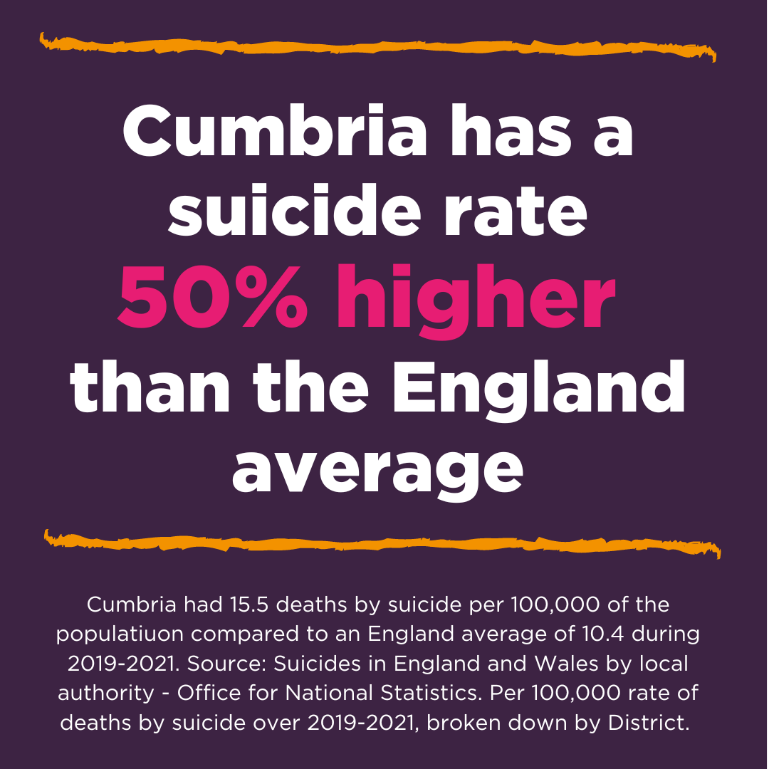 Cumbria has a
suicide rate
50% higher
than the England
average
Cumbria had 15.5 deaths by suicide per 100,000 of the
populatiuon compared to an England average of 10.4 during
2019-2021. Source: Suicides in England and Wales by local
authority - Office for National Statistics. Per 100,000 rate of
deaths by suicide over 2019-2021, broken down by District.